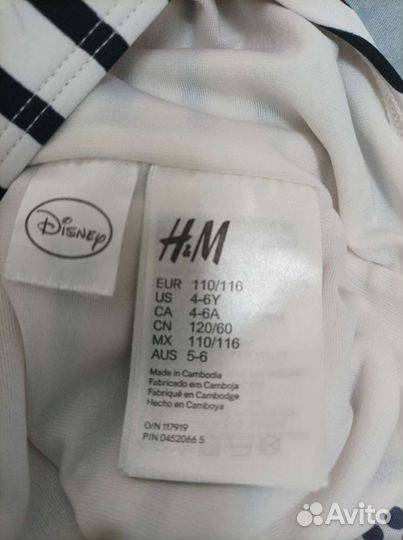 Disney
H&M
EUR 110/116
US 4-6Y
CA 4-6A
CN 120/60
MX 110/116
AUS 5-6
Made in Cambodia
Fabricado em Camboja
Fabriqué en Cambodge
Hecho en Camboya
O/N 117919
P/N 0452066 5
Avito